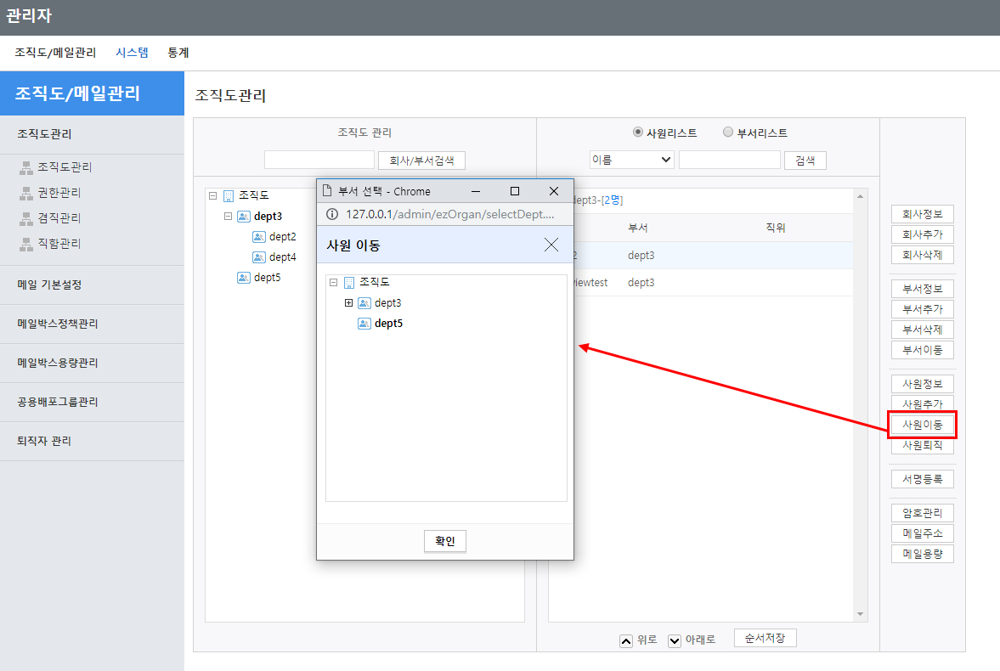 관리자
조직도/메일관리 시스템 통계
조직도/메일관리
조직도관리
조직도관리
권한관리
겸직관리
직함관리
메일 기본설정
메일박스정책관리
메일박스용량관리
공용배포그룹관리
퇴직자 관리
조직도관리
조직도 관리
회사/부서검색
조직도
dept3
dept2
dept4
dept5
사원리스트 부서리스트
이름 검색
dept3-[2명]
부서 직위
2 dept3
viewtest dept3
부서 선택 - Chrome
127.0.0.1/admin/ezOrgan/selectDept....
사원 이동
조직도
dept3
dept5
확인
위로 아래로 순서저장
회사정보
회사추가
회사삭제
부서정보
부서추가
부서삭제
부서이동
사원정보
사원추가
사원이동
사원퇴직
서명등록
암호관리
메일주소
메일용량